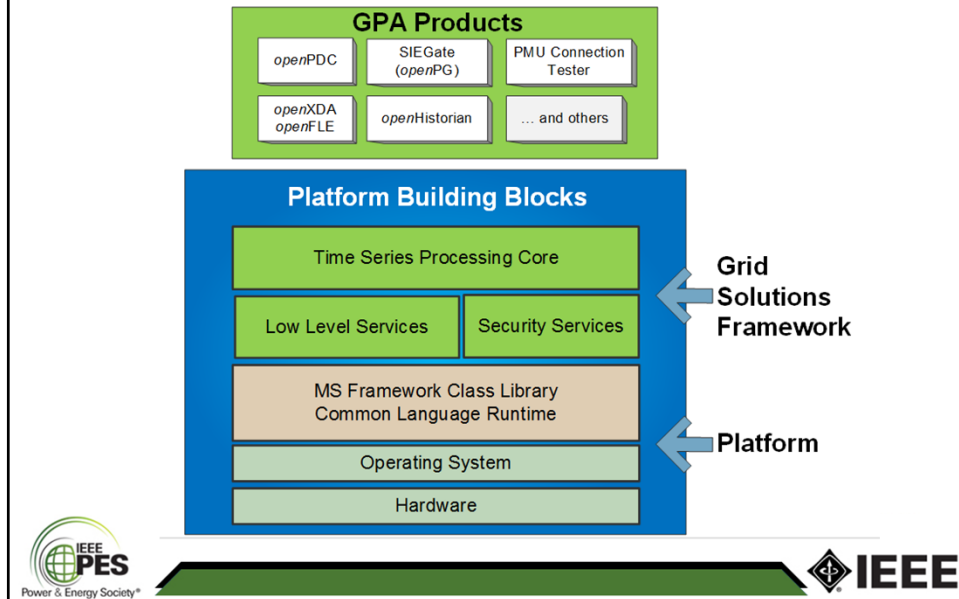 GPA Products
openPDC
SIEGate
(openPG)
PMU Connection
Tester
openXDA
openFLE
openHistorian
... and others
Platform Building Blocks
Time Series Processing Core
Low Level Services
Security Services
MS Framework Class Library
Common Language Runtime
Operating System
Hardware
Grid
Solutions
Framework
Platform
IEEE
PES
Power & Energy Society®
IEEE